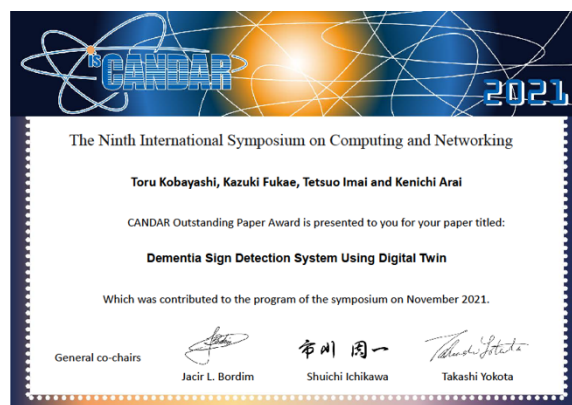 is CANDAR
2021
The Ninth International Symposium on Computing and Networking
Toru Kobayashi, Kazuki Fukae, Tetsuo Imai and Kenichi Arai
CANDAR Outstanding Paper Award is presented to you for your paper titled:
Dementia Sign Detection System Using Digital Twin
Which was contributed to the program of the symposium on November 2021.
市川 周一
General co-chairs
Jacir L. Bordim Shuichi Ichikawa Takashi Yokota